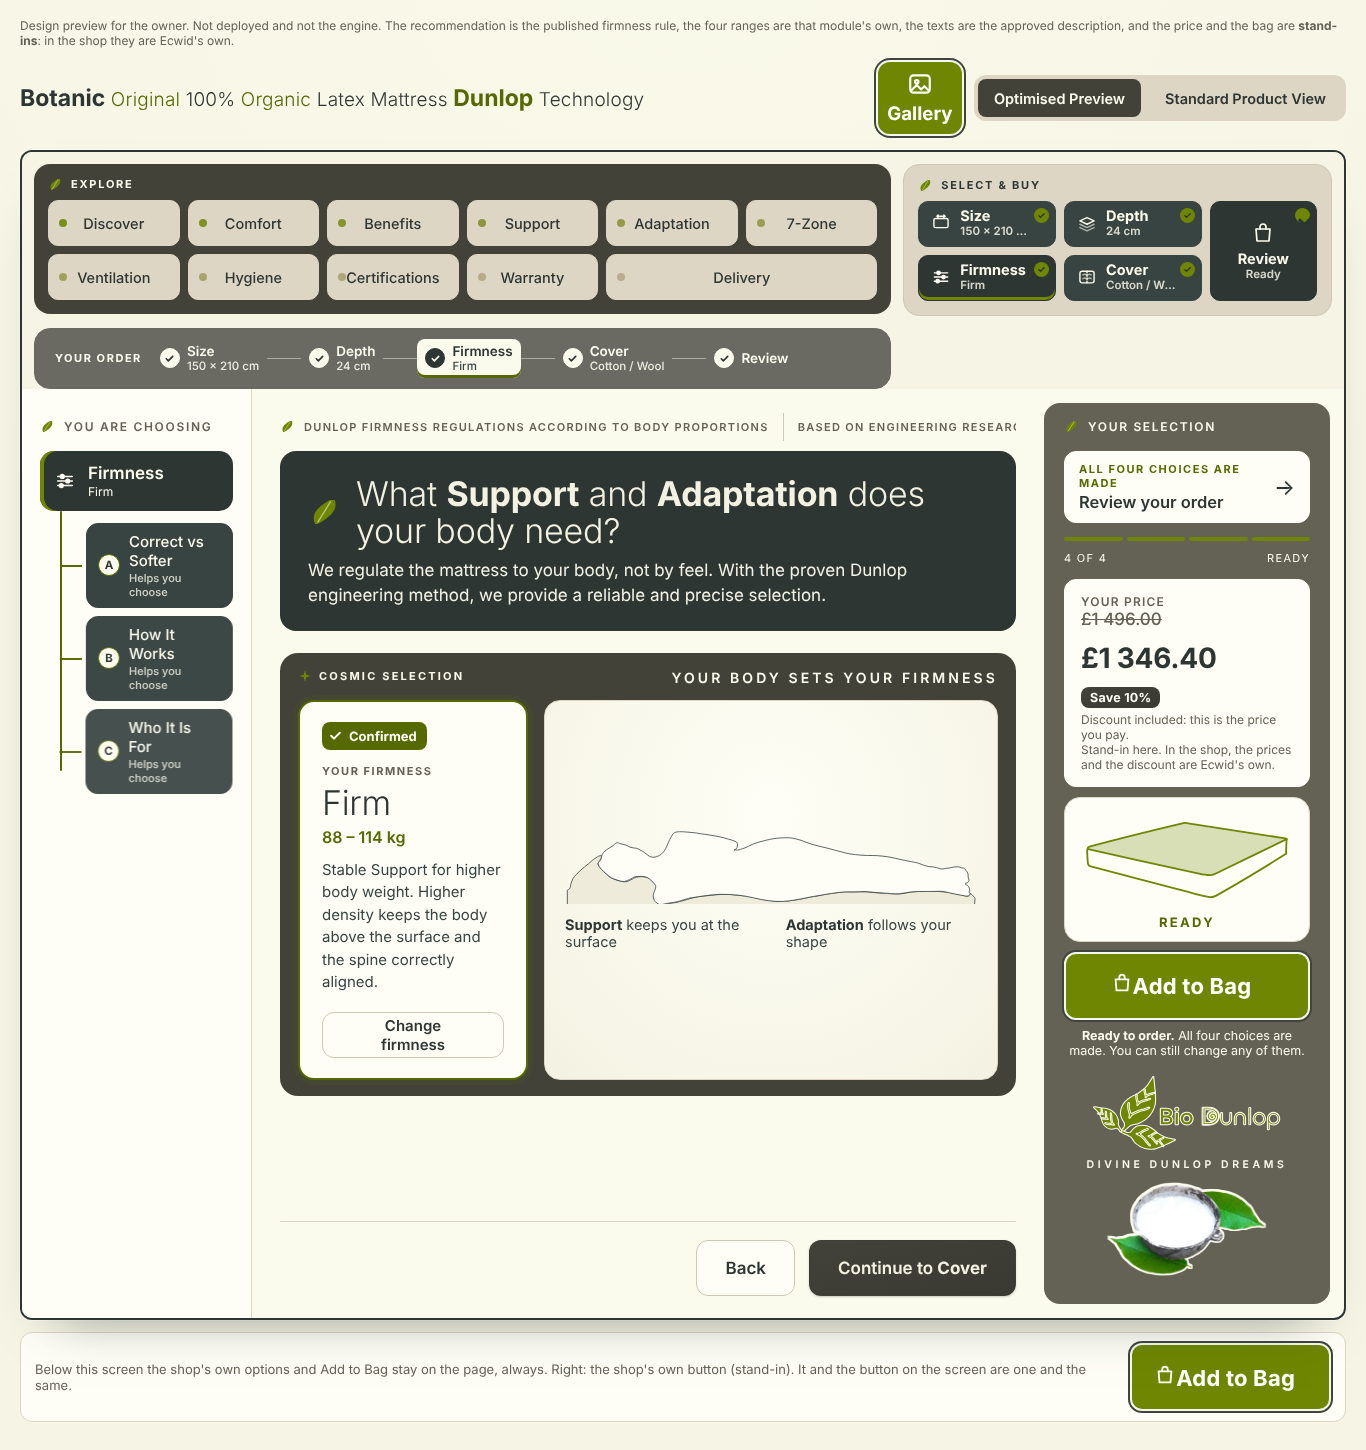 Design preview for the owner. Not deployed and not the engine. The recommendation is the published firmness rule, the four ranges are that module's own, the texts are the approved description, and the price and the bag are stand-
ins: in the shop they are Ecwid's own.
Botanic Original 100% Organic Latex Mattress Dunlop Technology
Gallery
Optimised Preview
Standard Product View
EXPLORE
Discover
Comfort
Benefits
Support
Adaptation
7-Zone
Ventilation
Hygiene
Certifications
Warranty
Delivery
SELECT & BUY
Size
150 × 210 ...
Depth
24 cm
Firmness
Firm
Cover
Cotton / W...
Review
Ready
YOUR ORDER
Size
150 × 210 cm
Depth
24 cm
Firmness
Firm
Cover
Cotton / Wool
Review
YOU ARE CHOOSING
Firmness
Firm
A
Correct vs
Softer
Helps you
choose
B
How It
Works
Helps you
choose
C
Who It Is
For
Helps you
choose
DUNLOP FIRMNESS REGULATIONS ACCORDING TO BODY PROPORTIONS
BASED ON ENGINEERING RESEARC
What Support and Adaptation does
your body need?
We regulate the mattress to your body, not by feel. With the proven Dunlop
engineering method, we provide a reliable and precise selection.
COSMIC SELECTION
YOUR BODY SETS YOUR FIRMNESS
Confirmed
YOUR FIRMNESS
Firm
88 – 114 kg
Stable Support for higher
body weight. Higher
density keeps the body
above the surface and
the spine correctly
aligned.
Change
firmness
Support keeps you at the
surface
Adaptation follows your
shape
Back
Continue to Cover
YOUR SELECTION
ALL FOUR CHOICES ARE
MADE
Review your order
4 OF 4
READY
YOUR PRICE
£1 496.00
£1 346.40
Save 10%
Discount included: this is the price
you pay.
Stand-in here. In the shop, the prices
and the discount are Ecwid's own.
READY
Add to Bag
Ready to order. All four choices are
made. You can still change any of them.
Bio Dunlop
DIVINE DUNLOP DREAMS
Below this screen the shop's own options and Add to Bag stay on the page, always. Right: the shop's own button (stand-in). It and the button on the screen are one and the
same.
Add to Bag